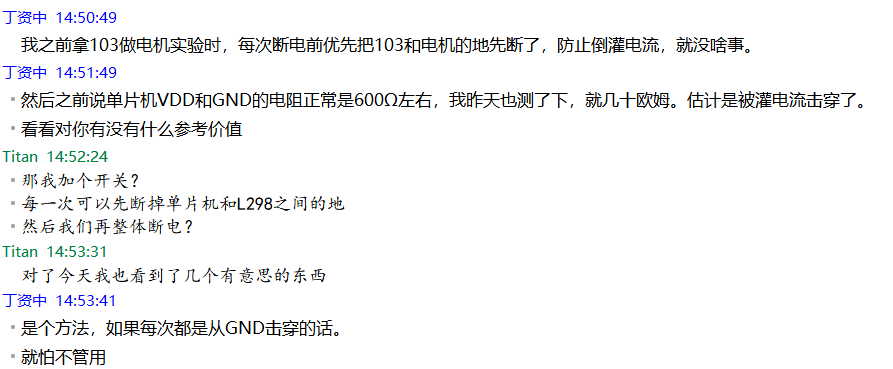 丁资中 14:50:49
我之前拿103做电机实验时，每次断电前优先把103和电机的地先断了，防止倒灌电流，就没啥事。
丁资中 14:51:49
• 然后之前说单片机VDD和GND的电阻正常是600Ω左右，我昨天也测了下，就几十欧姆。估计是被灌电流击穿了。
• 看看对你有没有什么参考价值
Titan 14:52:24
• 那我加个开关？
• 每一次可以先断掉单片机和L298之间的地
• 然后我们再整体断电？
Titan 14:53:31
对了今天我也看到了几个有意思的东西
丁资中 14:53:41
• 是个方法，如果每次都是从GND击穿的话。
• 就怕不管用